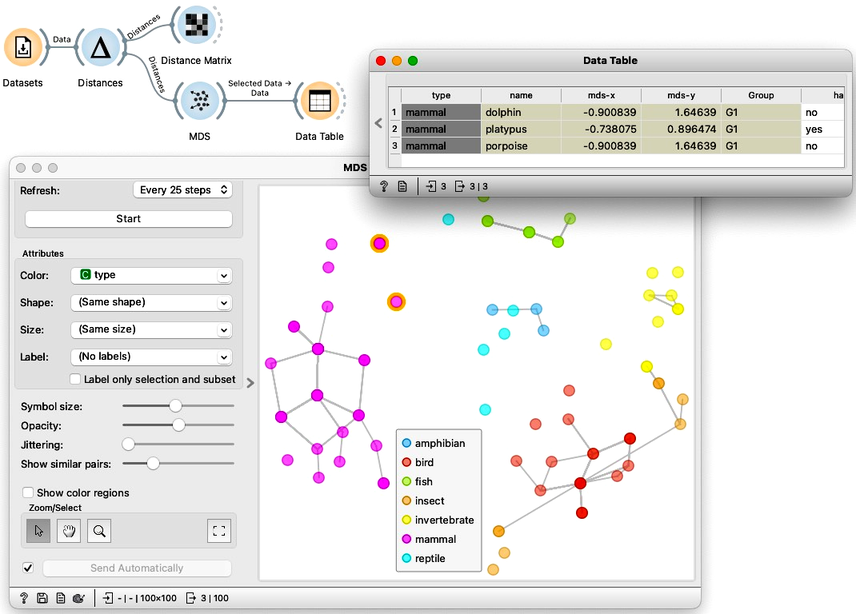 Data
Distances
Distances
Selected Data →
Data
Datasets
Distances
Distance Matrix
MDS
Data Table
Data Table
type name mds-x mds-y Group ha
1 mammal dolphin -0.900839 1.64639 G1 no
2 mammal platypus -0.738075 0.896474 G1 yes
3 mammal porpoise -0.900839 1.64639 G1 no
? 3 3 | 3
MDS
Refresh: Every 25 steps
Start
Attributes
Color: C type
Shape: (Same shape)
Size: (Same size)
Label: (No labels)
Label only selection and subset
Symbol size:
Opacity:
Jittering:
Show similar pairs:
Show color regions
Zoom/Select
Send Automatically
amphibian
bird
fish
insect
invertebrate
mammal
reptile
? - | - | 100×100 3 | 100